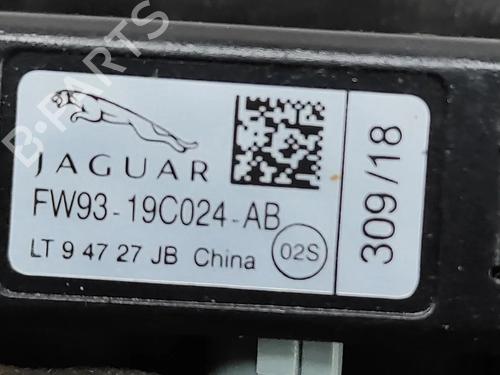 B-PARTS
JAGUAR
FW93-19C024-AB
LT 9 47 27 JB China 02S
309/18